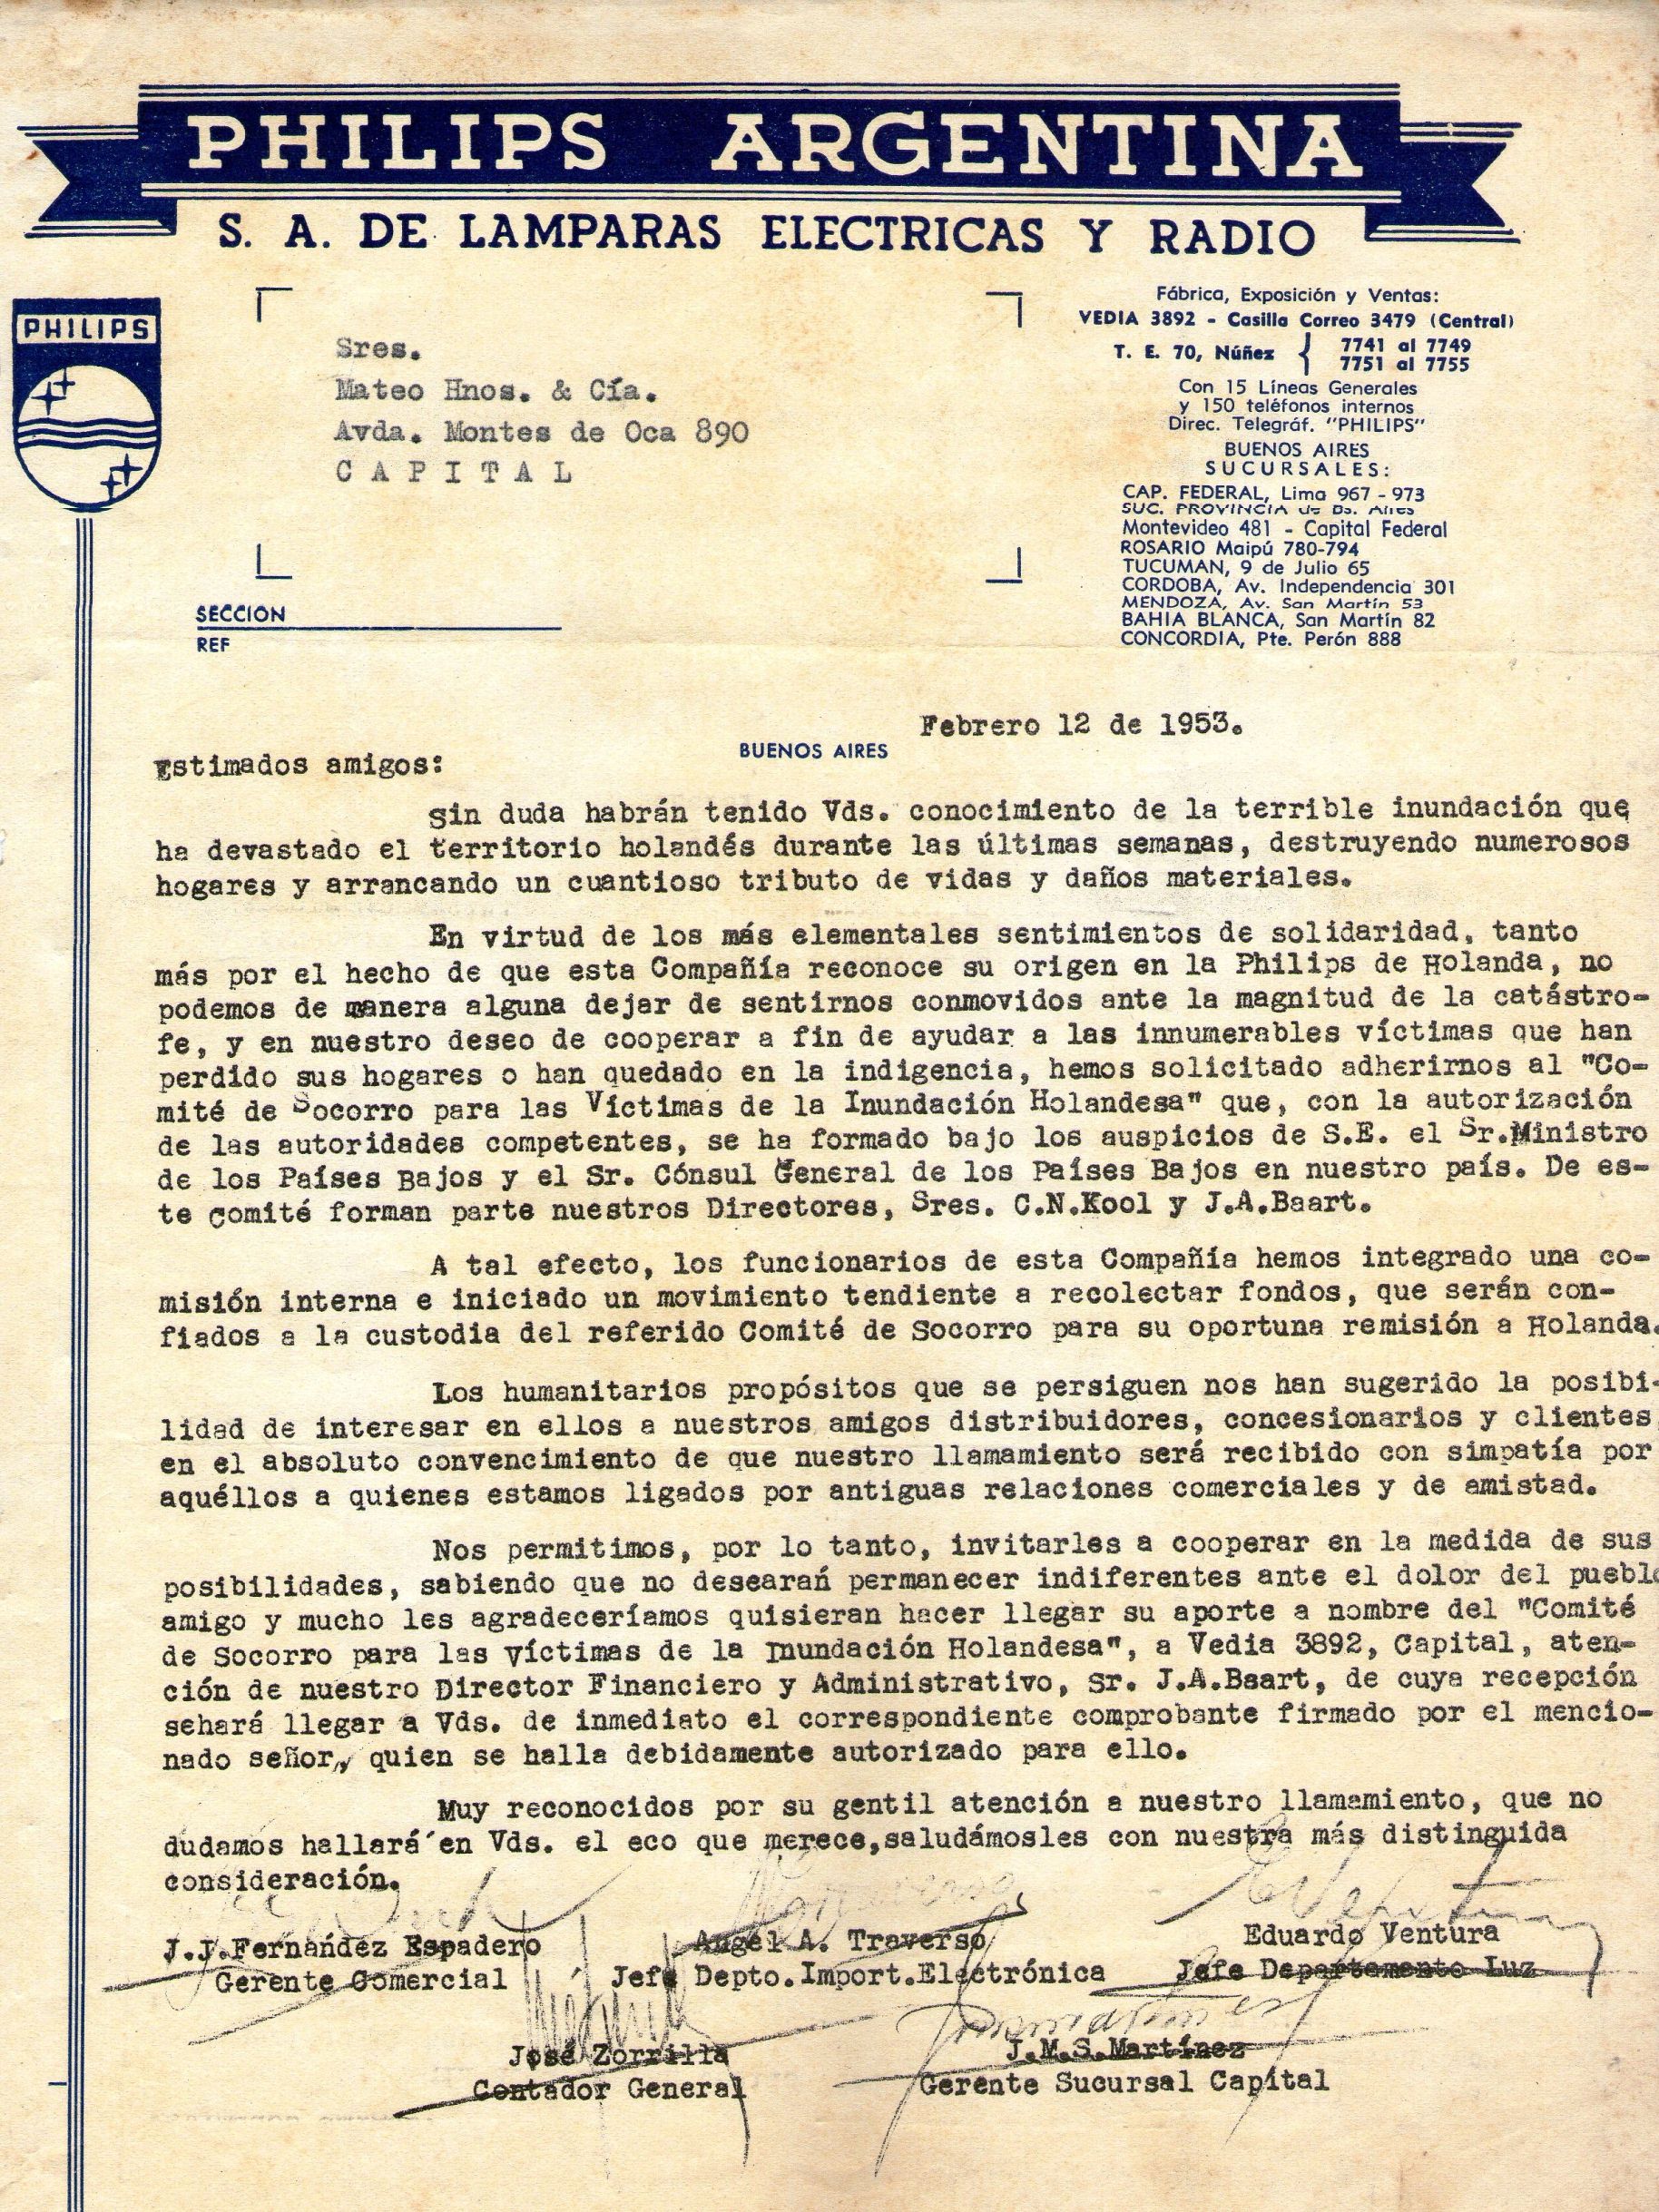 PHILIPS ARGENTINA
S. A. DE LAMPARAS ELECTRICAS Y RADIO
PHILIPS
Sres.
Mateo Hnos. & Cía.
Avda. Montes de Oca 890
C A P I T A L
Fábrica, Exposición y Ventas:
VEDIA 3892 - Casilla Correo 3479 (Central)
T. E. 70, Núñez { 7741 al 7749
7751 al 7755
Con 15 Líneas Generales
y 150 teléfonos internos
Direc. Telegráf. "PHILIPS"
BUENOS AIRES
SUCURSALES:
CAP. FEDERAL, Lima 967 - 973
SUC. PROVINCIA de Bs. Aires
Montevideo 481 - Capital Federal
ROSARIO Maipú 780-794
TUCUMAN, 9 de Julio 65
CORDOBA, Av. Independencia 301
MENDOZA, Av. San Martín 53
BAHIA BLANCA, San Martín 82
CONCORDIA, Pte. Perón 888
SECCION
REF
Febrero 12 de 1953.
BUENOS AIRES
Estimados amigos:
Sin duda habrán tenido Vds. conocimiento de la terrible inundación que
ha devastado el territorio holandés durante las últimas semanas, destruyendo numerosos
hogares y arrancando un cuantioso tributo de vidas y daños materiales.
En virtud de los más elementales sentimientos de solidaridad, tanto
más por el hecho de que esta Compañía reconoce su origen en la Philips de Holanda, no
podemos de manera alguna dejar de sentirnos conmovidos ante la magnitud de la catástro-
fe, y en nuestro deseo de cooperar a fin de ayudar a las innumerables víctimas que han
perdido sus hogares o han quedado en la indigencia, hemos solicitado adherirnos al "Co-
mité de Socorro para las Víctimas de la Inundación Holandesa" que, con la autorización
de las autoridades competentes, se ha formado bajo los auspicios de S.E. el Sr.Ministro
de los Países Bajos y el Sr. Cónsul General de los Países Bajos en nuestro país. De es-
te comité forman parte nuestros Directores, Sres. C.N.Kool y J.A.Baart.
A tal efecto, los funcionarios de esta Compañía hemos integrado una co-
misión interna e iniciado un movimiento tendiente a recolectar fondos, que serán con-
fiados a la custodia del referido Comité de Socorro para su oportuna remisión a Holanda.
Los humanitarios propósitos que se persiguen nos han sugerido la posibi-
lidad de interesar en ellos a nuestros amigos distribuidores, concesionarios y clientes
en el absoluto convencimiento de que nuestro llamamiento será recibido con simpatía por
aquéllos a quienes estamos ligados por antiguas relaciones comerciales y de amistad.
Nos permitimos, por lo tanto, invitarles a cooperar en la medida de sus
posibilidades, sabiendo que no desearań permanecer indiferentes ante el dolor del pueblo
amigo y mucho les agradeceríamos quisieran hacer llegar su aporte a nombre del "Comité
de Socorro para las víctimas de la Inundación Holandesa", a Vedia 3892, Capital, aten-
ción de nuestro Director Financiero y Administrativo, Sr. J.A.Baart, de cuya recepción
sehará llegar a Vds. de inmediato el correspondiente comprobante firmado por el mencio-
nado señor, quien se halla debidamente autorizado para ello.
Muy reconocidos por su gentil atención a nuestro llamamiento, que no
dudamos hallará en Vds. el eco que merece,saludámosles con nuestra más distinguida
consideración.
J.J.Fernández Espadero
Gerente Comercial
Angel A. Traverso
Jefe Depto.Import.Electrónica
Eduardo Ventura
Jefe Departamento Luz
José Zorrilla
Contador General
J.M.S.Martínez
Gerente Sucursal Capital